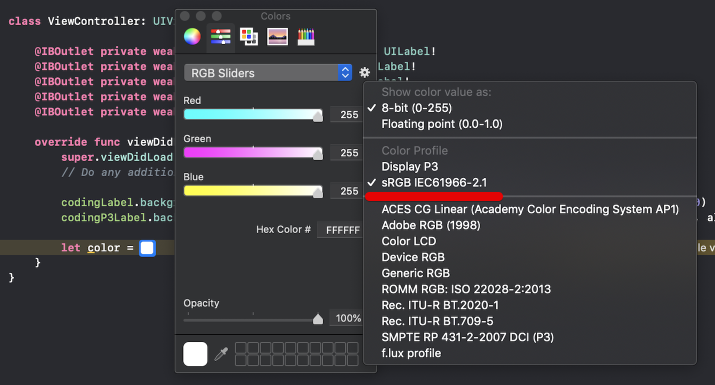 Colors
class ViewController: UIV
@IBOutlet private wea
UILabel!
@IBOutlet private wea
Label!
@IBOutlet private wea
@IBOutlet private wea
@IBOutlet private wea
override func viewDid
super.viewDidLoad
// Do any addition
codingLabel.backg
codingP3Label.bac
let color =
}
}
RGB Sliders
Red
255
Green
255
Blue
255
Hex Color #
FFFFFF
Opacity
100%
Show color value as:
✓ 8-bit (0-255)
Floating point (0.0-1.0)
Color Profile
Display P3
✓ sRGB IEC61966-2.1
ACES CG Linear (Academy Color Encoding System AP1)
Adobe RGB (1998)
Color LCD
Device RGB
Generic RGB
ROMM RGB: ISO 22028-2:2013
Rec. ITU-R BT.2020-1
Rec. ITU-R BT.709-5
SMPTE RP 431-2-2007 DCI (P3)
f.lux profile